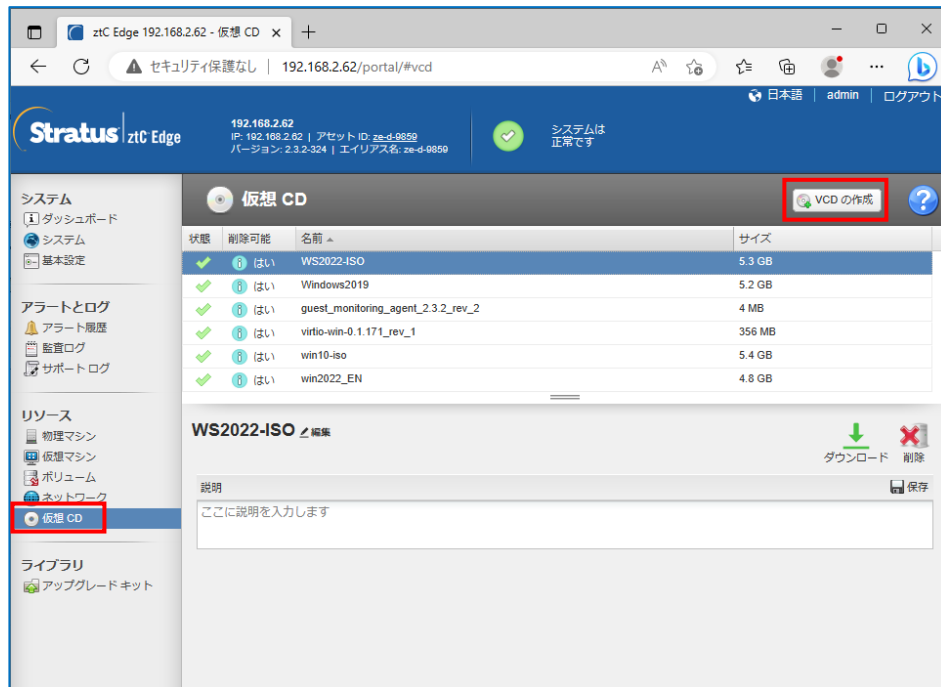 ztC Edge 192.168.2.62 - 仮想 CD
セキュリティ保護なし | 192.168.2.62/portal/#vcd
日本語 | admin | ログアウト
Stratus ztC Edge
192.168.2.62
IP: 192.168.2.62 | アセット ID: ze-d-9859
バージョン: 2.3.2-324 | エイリアス名: ze-d-9859
システムは
正常です
システム
ダッシュボード
システム
基本設定
アラートとログ
アラート履歴
監査ログ
サポート ログ
リソース
物理マシン
仮想マシン
ボリューム
ネットワーク
仮想 CD
ライブラリ
アップグレード キット
仮想 CD
VCD の作成
状態 削除可能 名前 サイズ
はい WS2022-ISO 5.3 GB
はい Windows2019 5.2 GB
はい guest_monitoring_agent_2.3.2_rev_2 4 MB
はい virtio-win-0.1.171_rev_1 356 MB
はい win10-iso 5.4 GB
はい win2022_EN 4.8 GB
WS2022-ISO 編集
ダウンロード 削除
説明 保存
ここに説明を入力します